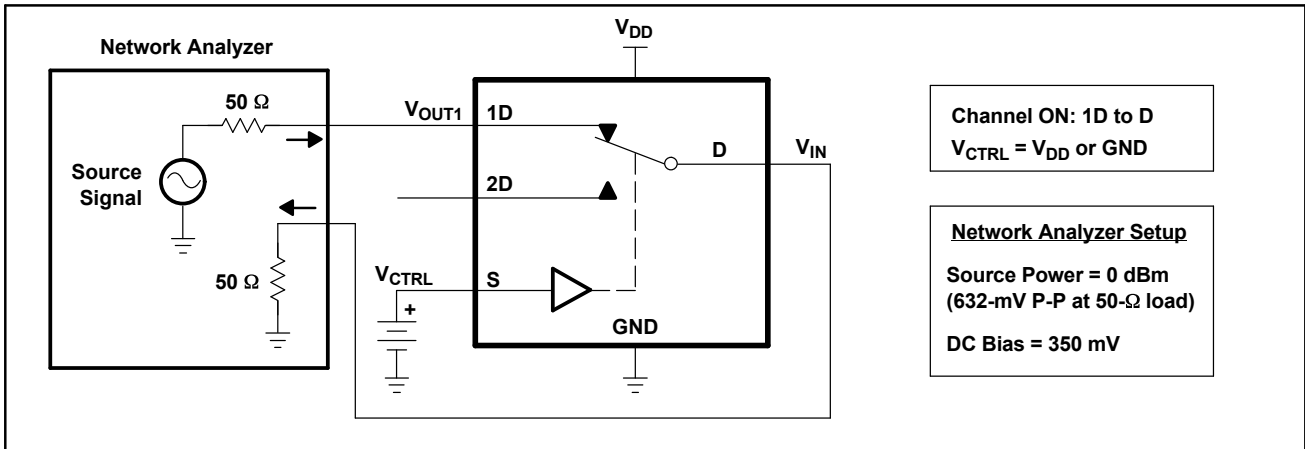 Network Analyzer
50 Ω
Source
Signal
50 Ω
V_DD
V_OUT1
1D
D
V_IN
2D
V_CTRL
S
+
GND
Channel ON: 1D to D
V_CTRL = V_DD or GND
Network Analyzer Setup
Source Power = 0 dBm
(632-mV P-P at 50-Ω load)
DC Bias = 350 mV